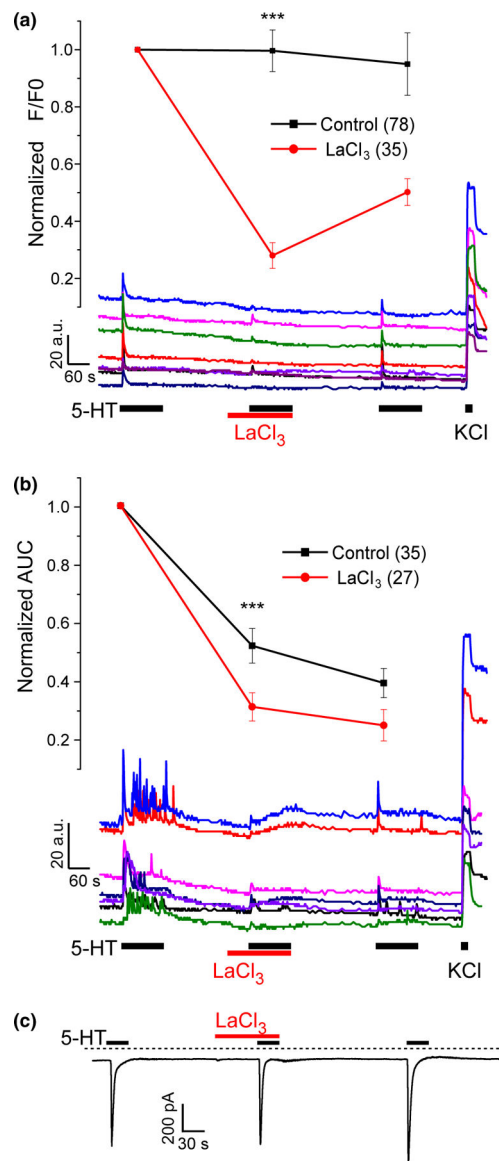 (a)
***
1.0
0.8
0.6
0.4
0.2
Normalized F/F0
Control (78)
LaCl₃ (35)
20 a.u.
60 s
5-HT
LaCl₃
KCl
(b)
1.0
0.8
0.6
0.4
0.2
Normalized AUC
Control (35)
LaCl₃ (27)
***
20 a.u.
60 s
5-HT
LaCl₃
KCl
(c)
LaCl₃
5-HT
200 pA
30 s